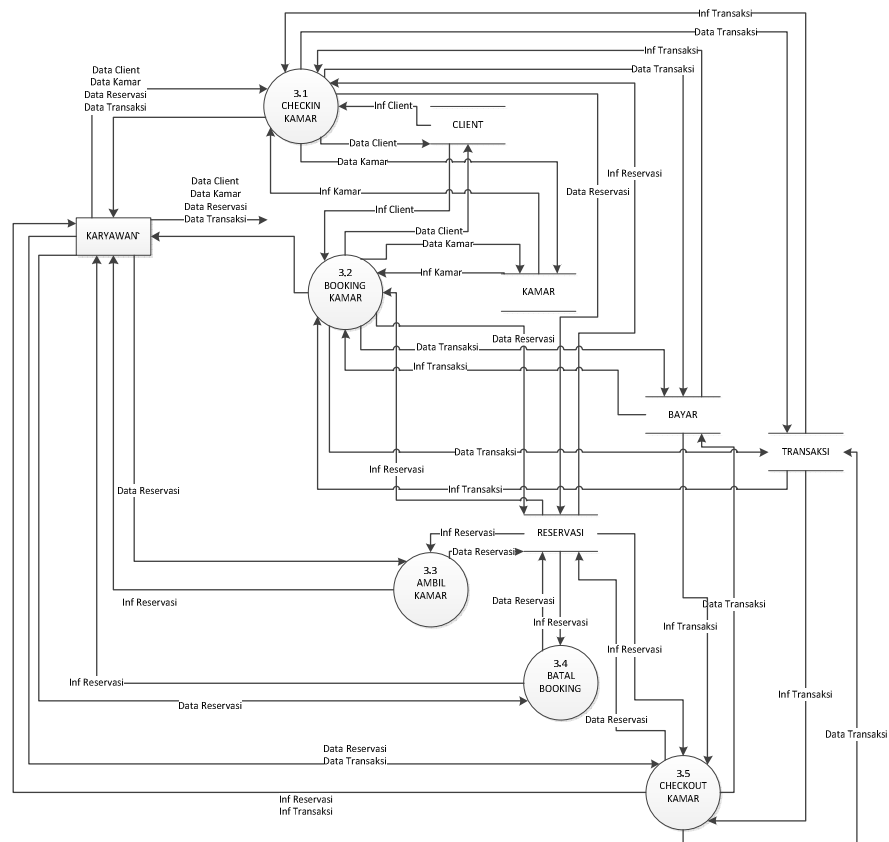 Inf Transaksi
Data Transaksi
Inf Transaksi
Data Transaksi
Data Client
Data Kamar
Data Reservasi
Data Transaksi
3.1
CHECKIN
KAMAR
Inf Client
CLIENT
Data Client
Data Kamar
Inf Reservasi
Data Reservasi
Inf Kamar
Data Client
Data Kamar
Data Reservasi
Data Transaksi
Inf Client
KARYAWAN`
Data Client
Data Kamar
3.2
BOOKING
KAMAR
Inf Kamar
KAMAR
Data Reservasi
Data Transaksi
Inf Transaksi
BAYAR
Data Transaksi
TRANSAKSI
Inf Reservasi
Inf Transaksi
Data Reservasi
Inf Reservasi
RESERVASI
Data Reservasi
3.3
AMBIL
KAMAR
Inf Reservasi
Data Reservasi
Data Transaksi
Inf Reservasi
Inf Transaksi
Inf Reservasi
3.4
BATAL
BOOKING
Inf Reservasi
Inf Transaksi
Data Reservasi
Data Reservasi
Data Transaksi
Data Reservasi
Data Transaksi
3.5
CHECKOUT
KAMAR
Inf Reservasi
Inf Transaksi